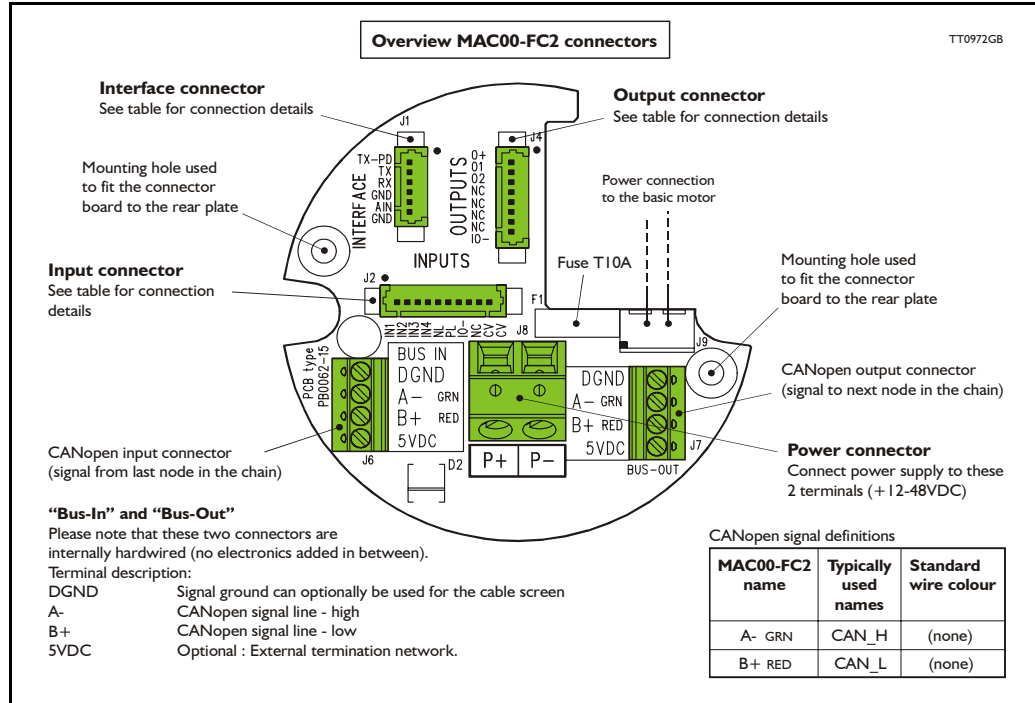 Overview MAC00-FC2 connectors
TT0972GB
Interface connector
See table for connection details
Output connector
See table for connection details
Mounting hole used
to fit the connector
board to the rear plate
Power connection
to the basic motor
Input connector
See table for connection
details
Fuse T10A
Mounting hole used
to fit the connector
board to the rear plate
J1
TX-PD
TX
RX
GND
AIN
GND
INTERFACE
J4
O+
O1
O2
NC
NC
NC
NC
IO-
OUTPUTS
INPUTS
J2
IN1
IN2
IN3
IN4
NL
PL
IO-
NC
CV
CV
F1
J8
J9
PCB type
PB0062-15
BUS IN
DGND
A- GRN
B+ RED
5VDC
J6
D2
P+ P-
DGND
A- GRN
B+ RED
5VDC
J7
BUS-OUT
CANopen output connector
(signal to next node in the chain)
CANopen input connector
(signal from last node in the chain)
Power connector
Connect power supply to these
2 terminals (+12-48VDC)
“Bus-In” and “Bus-Out”
Please note that these two connectors are
internally hardwired (no electronics added in between).
Terminal description:
DGND Signal ground can optionally be used for the cable screen
A- CANopen signal line - high
B+ CANopen signal line - low
5VDC Optional : External termination network.
CANopen signal definitions
MAC00-FC2 name Typically used names Standard wire colour
A- GRN CAN_H (none)
B+ RED CAN_L (none)